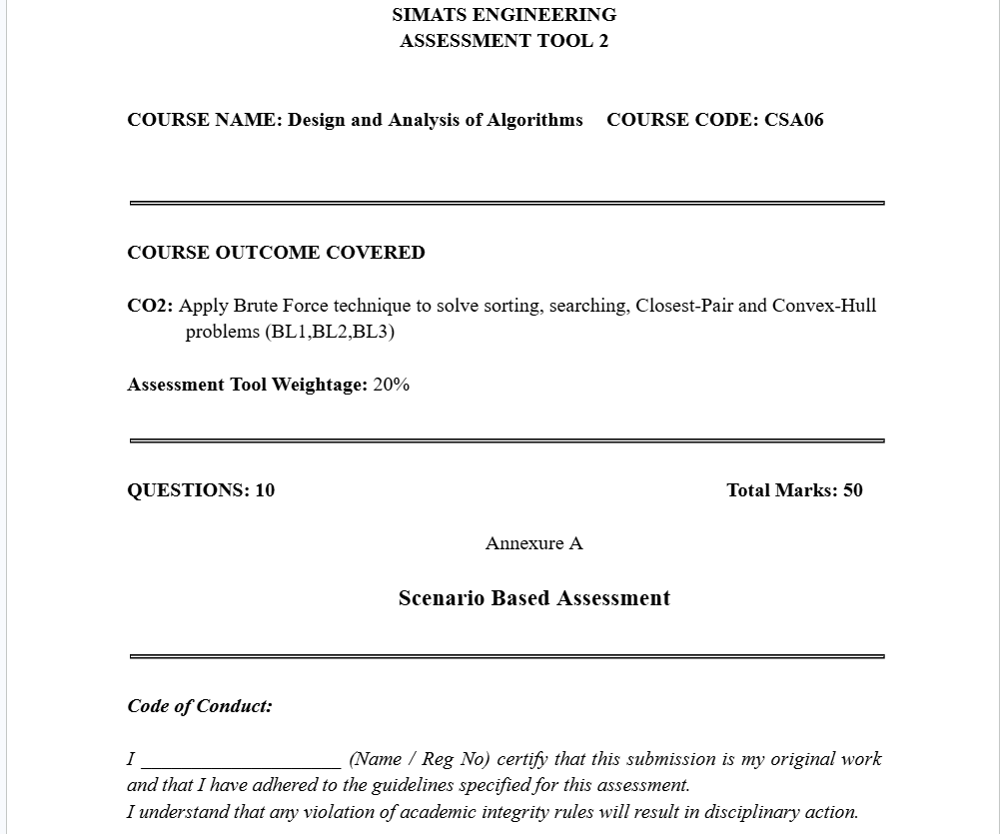 SIMATS ENGINEERING
ASSESSMENT TOOL 2
COURSE NAME: Design and Analysis of Algorithms COURSE CODE: CSA06
COURSE OUTCOME COVERED
CO2: Apply Brute Force technique to solve sorting, searching, Closest-Pair and Convex-Hull
problems (BL1,BL2,BL3)
Assessment Tool Weightage: 20%
QUESTIONS: 10 Total Marks: 50
Annexure A
Scenario Based Assessment
Code of Conduct:
I ____________________ (Name / Reg No) certify that this submission is my original work
and that I have adhered to the guidelines specified for this assessment.
I understand that any violation of academic integrity rules will result in disciplinary action.